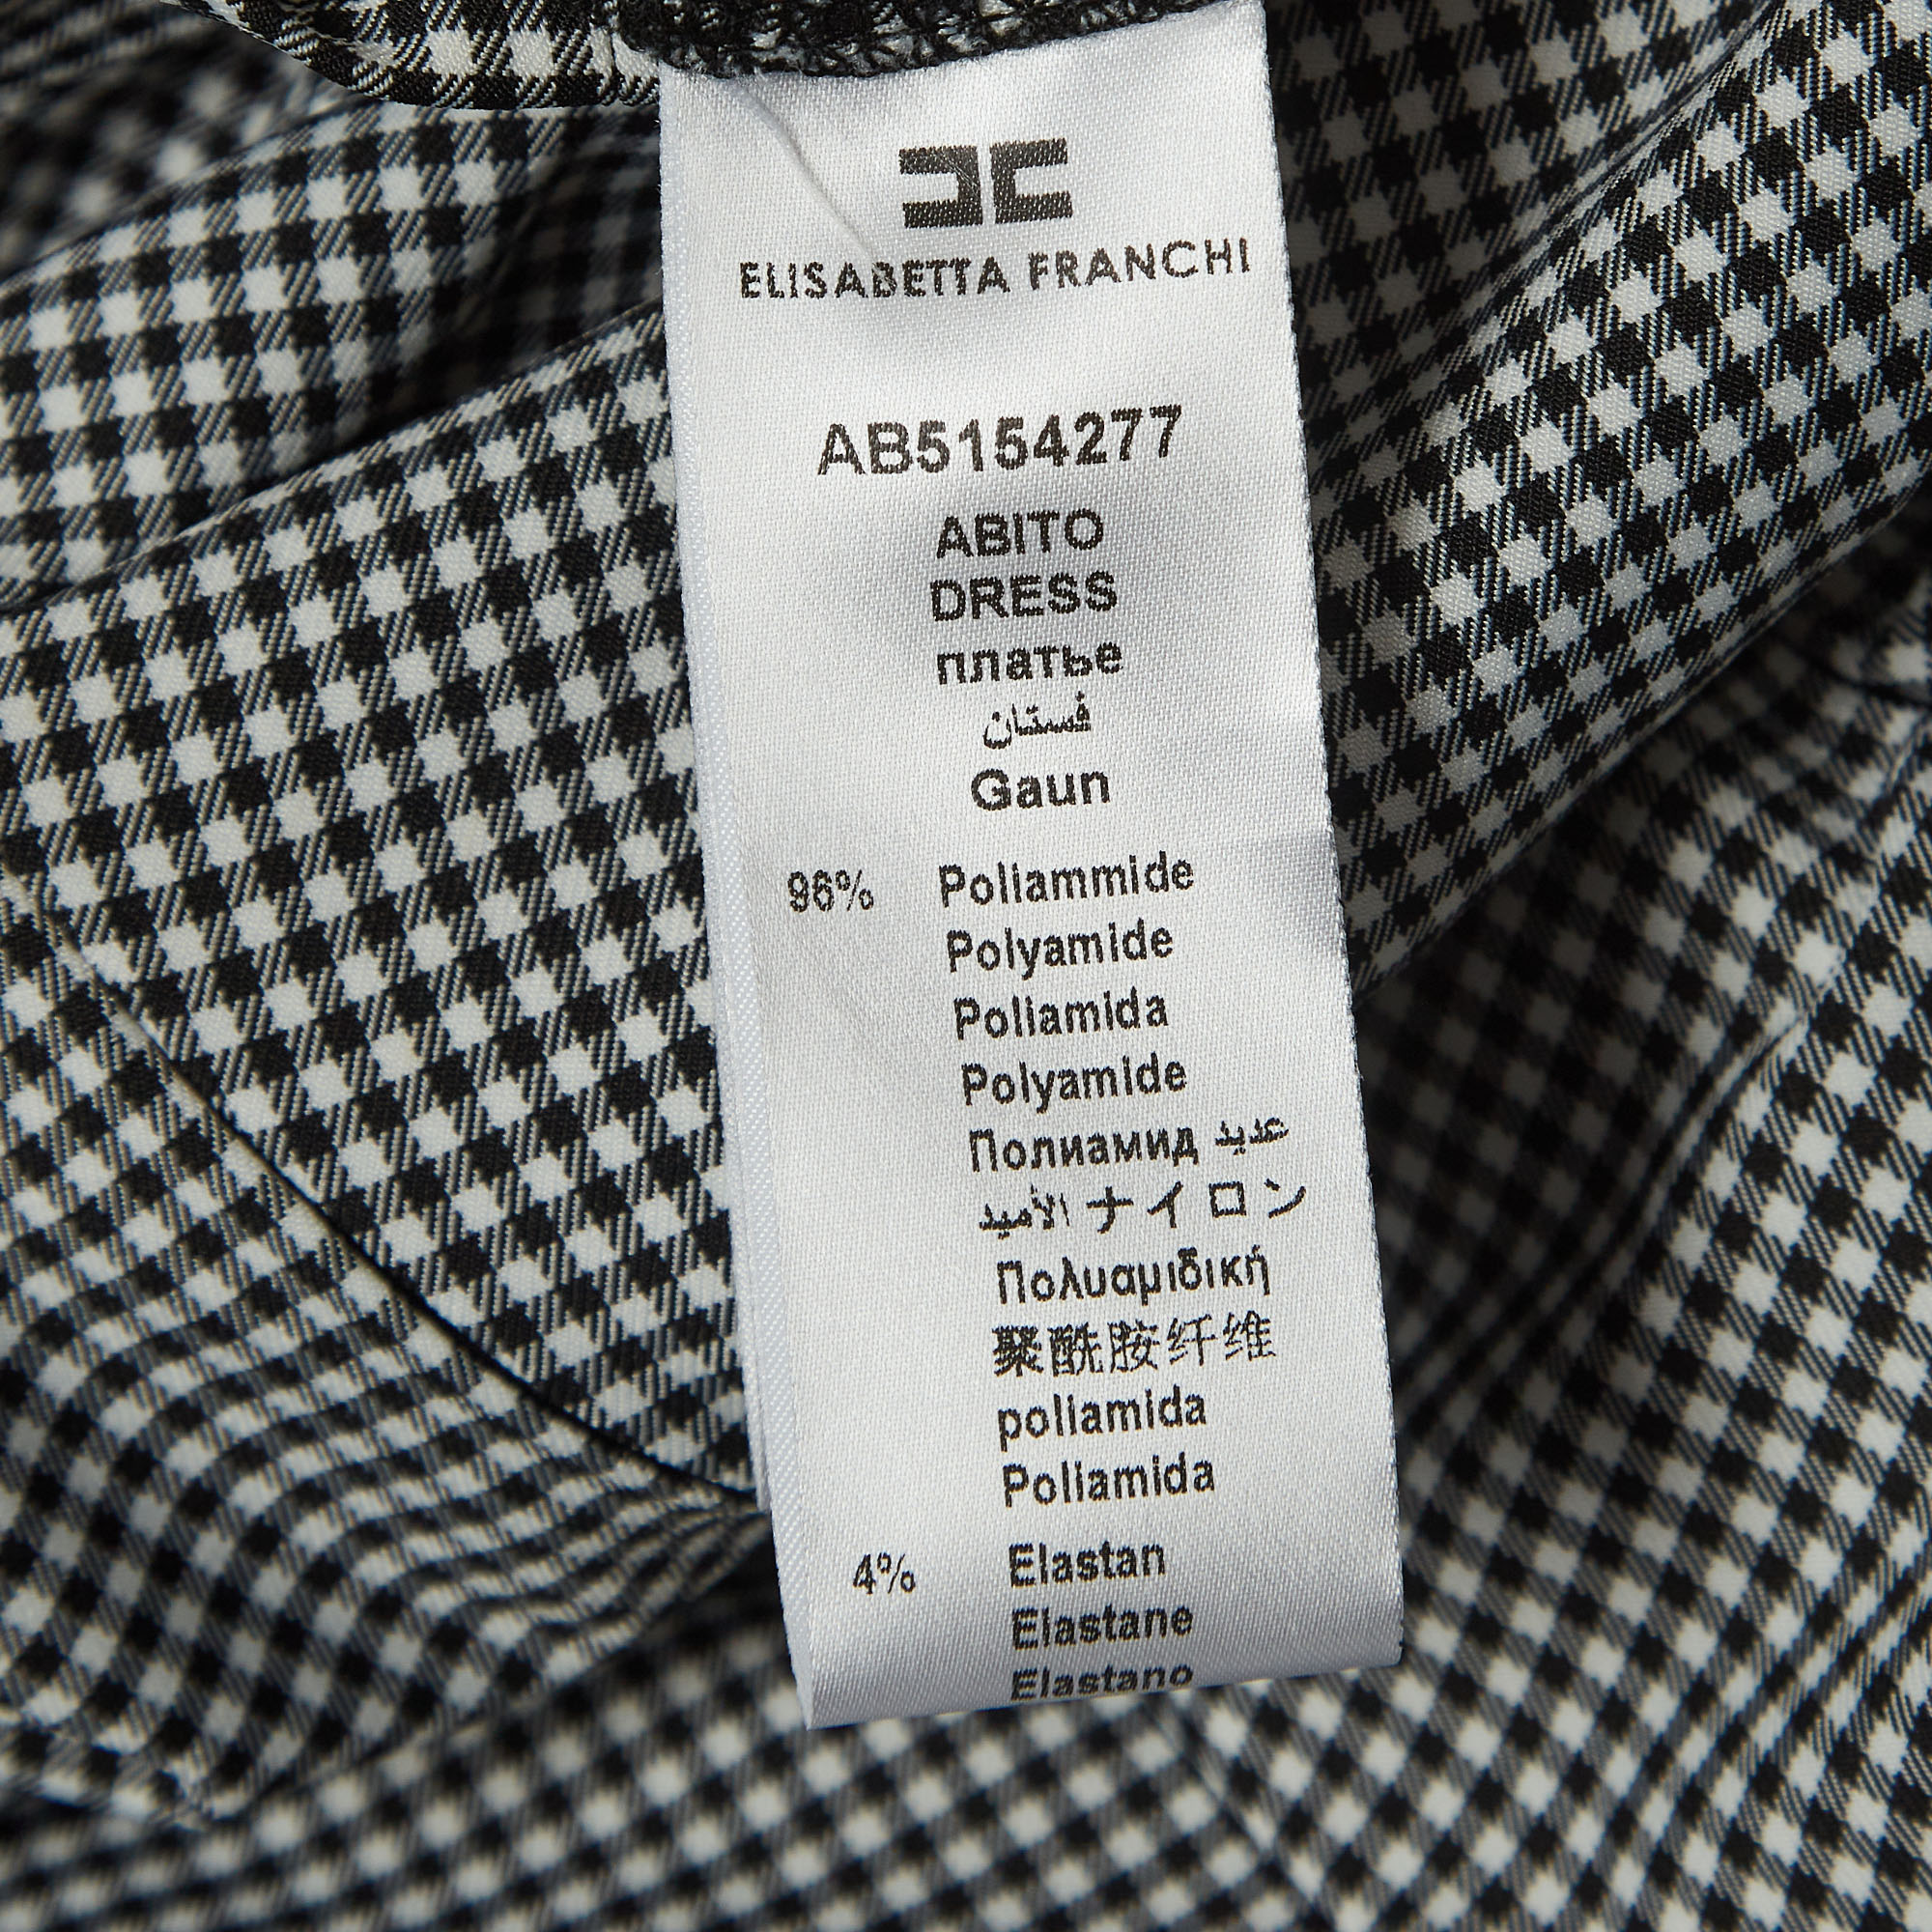 ELISABETTA FRANCHI
AB5154277
ABITO
DRESS
платье
فستان
Gaun
96% Poliammide
Polyamide
Poliamida
Polyamide
Полиамид عديد
الأميد ナイロン
Πολυαμιδική
聚酰胺纤维
poliamida
Poliamida
4% Elastan
Elastane
Elastano